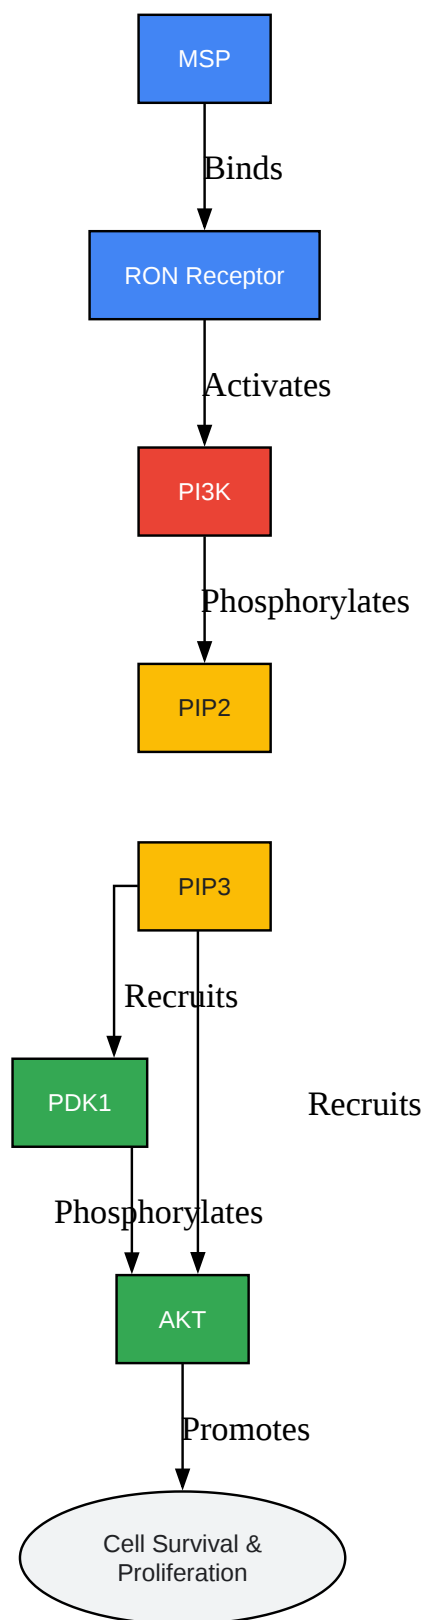 MSP
Binds
RON Receptor
Activates
PI3K
Phosphorylates
PIP2
PIP3
Recruits
PDK1
Recruits
Phosphorylates
AKT
Promotes
Cell Survival &
Proliferation